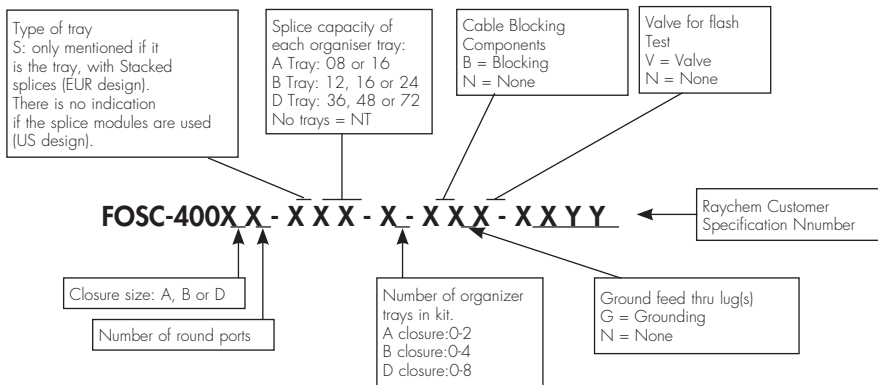 Type of tray
S: only mentioned if it
is the tray, with Stacked
splices (EUR design).
There is no indication
if the splice modules are used
(US design).
Splice capacity of
each organiser tray:
A Tray: 08 or 16
B Tray: 12, 16 or 24
D Tray: 36, 48 or 72
No trays = NT
Cable Blocking
Components
B = Blocking
N = None
Valve for flash
Test
V = Valve
N = None
FOSC-400XX-XXX-X-XXX-XXYY
Raychem Customer
Specification Nnumber
Closure size: A, B or D
Number of round ports
Number of organizer
trays in kit.
A closure:0-2
B closure:0-4
D closure:0-8
Ground feed thru lug(s)
G = Grounding
N = None